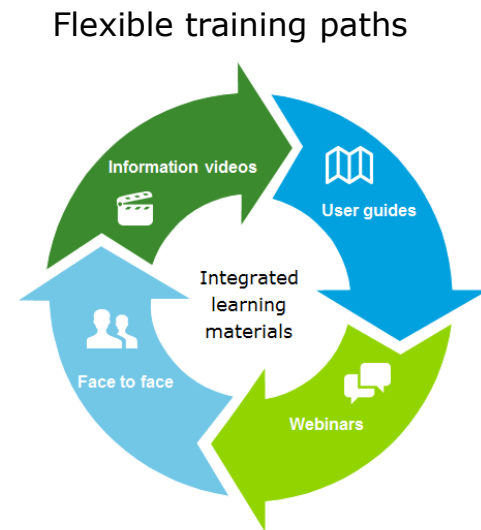 Flexible training paths
Information videos
User guides
Integrated
learning
materials
Face to face
Webinars